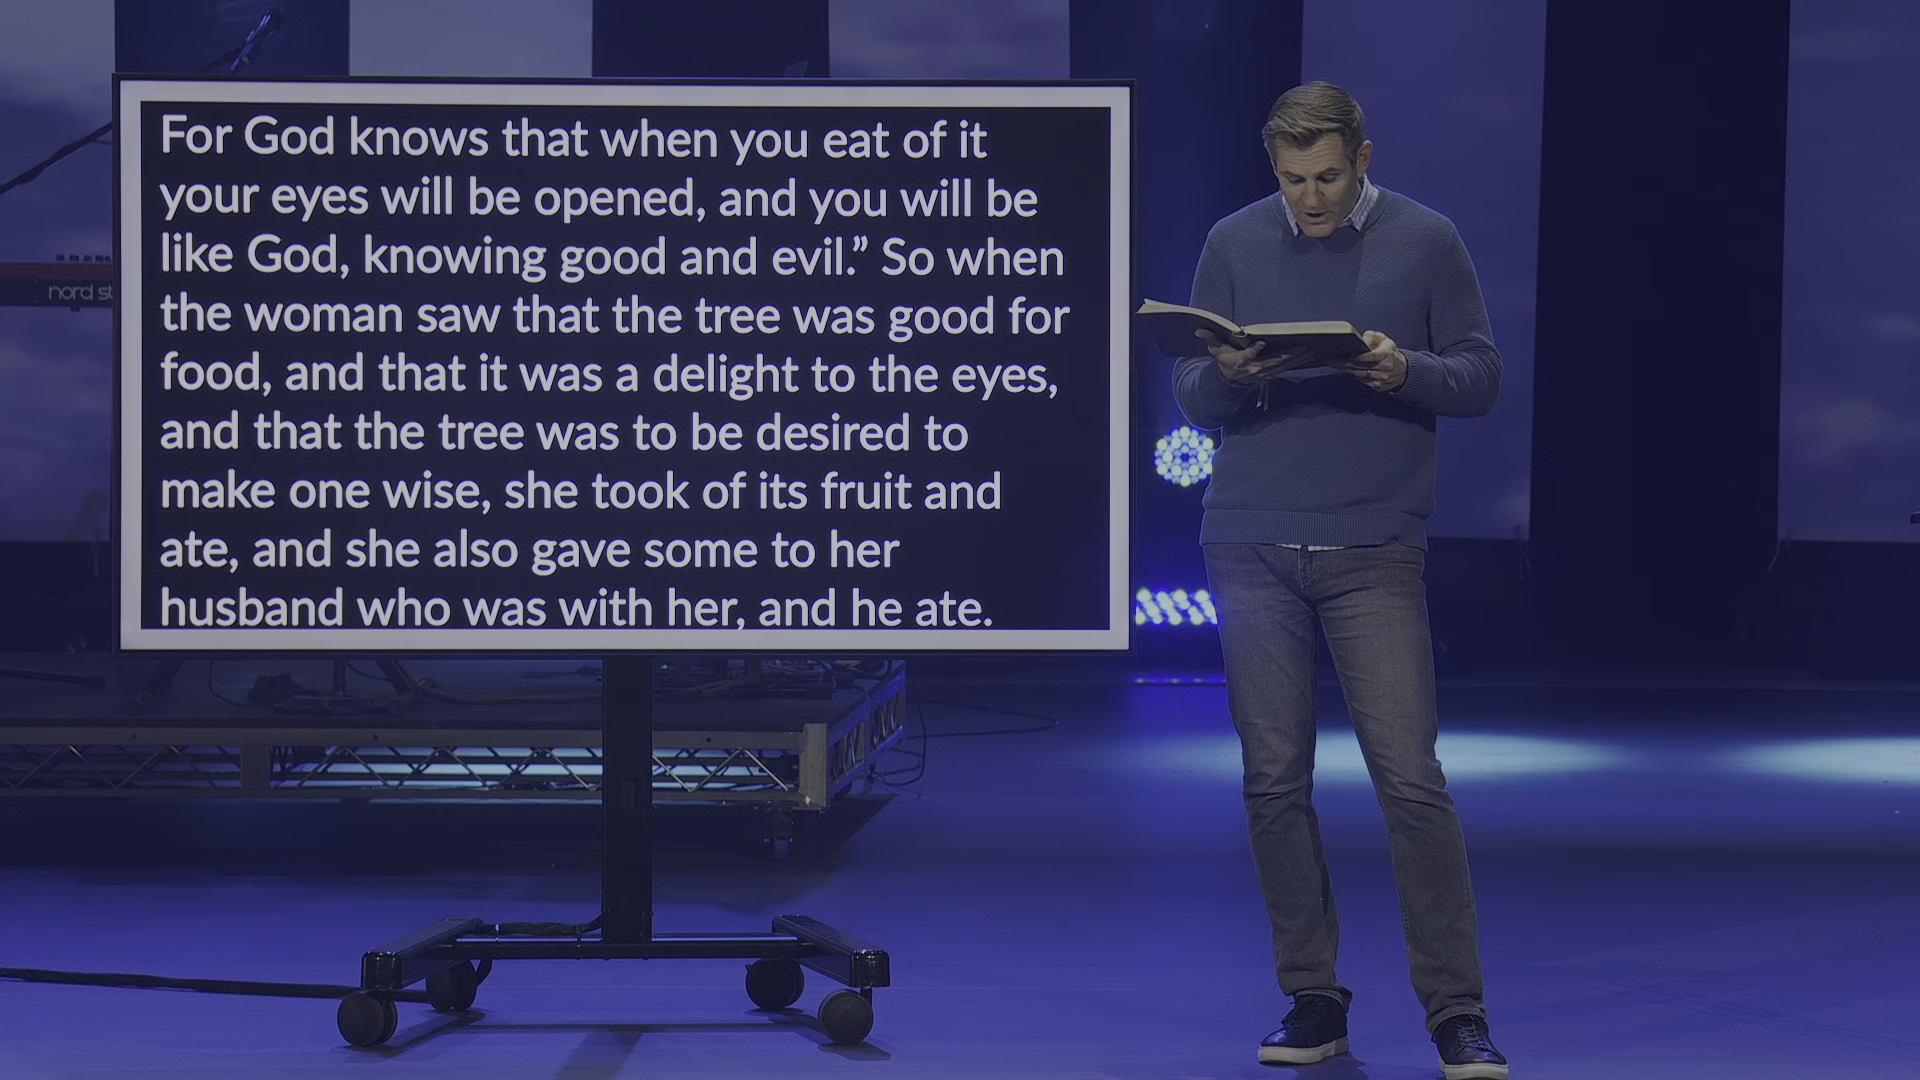 For God knows that when you eat of it
your eyes will be opened, and you will be
like God, knowing good and evil.” So when
the woman saw that the tree was good for
food, and that it was a delight to the eyes,
and that the tree was to be desired to
make one wise, she took of its fruit and
ate, and she also gave some to her
husband who was with her, and he ate.
nord st